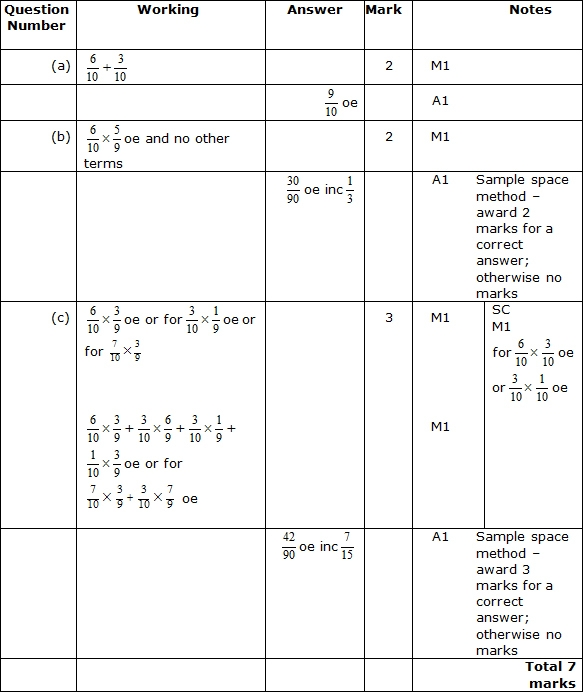 Question Number Working Answer Mark Notes
(a) 6/10 + 3/10 2 M1
9/10 oe A1
(b) 6/10 × 5/9 oe and no other 2 M1
terms
30/90 oe inc 1/3 A1 Sample space
method –
award 2
marks for a
correct
answer;
otherwise no
marks
(c) 6/10 × 3/9 oe or for 3/10 × 1/9 oe or 3 M1 SC
M1
for 7/10 × 3/9 for 6/10 × 3/10 oe
or 3/10 × 1/10 oe
6/10 × 3/9 + 3/10 × 6/9 + 3/10 × 1/9 + M1
1/10 × 3/9 oe or for
7/10 × 3/9 + 3/10 × 7/9 oe
42/90 oe inc 7/15 A1 Sample space
method –
award 3
marks for a
correct
answer;
otherwise no
marks
Total 7
marks